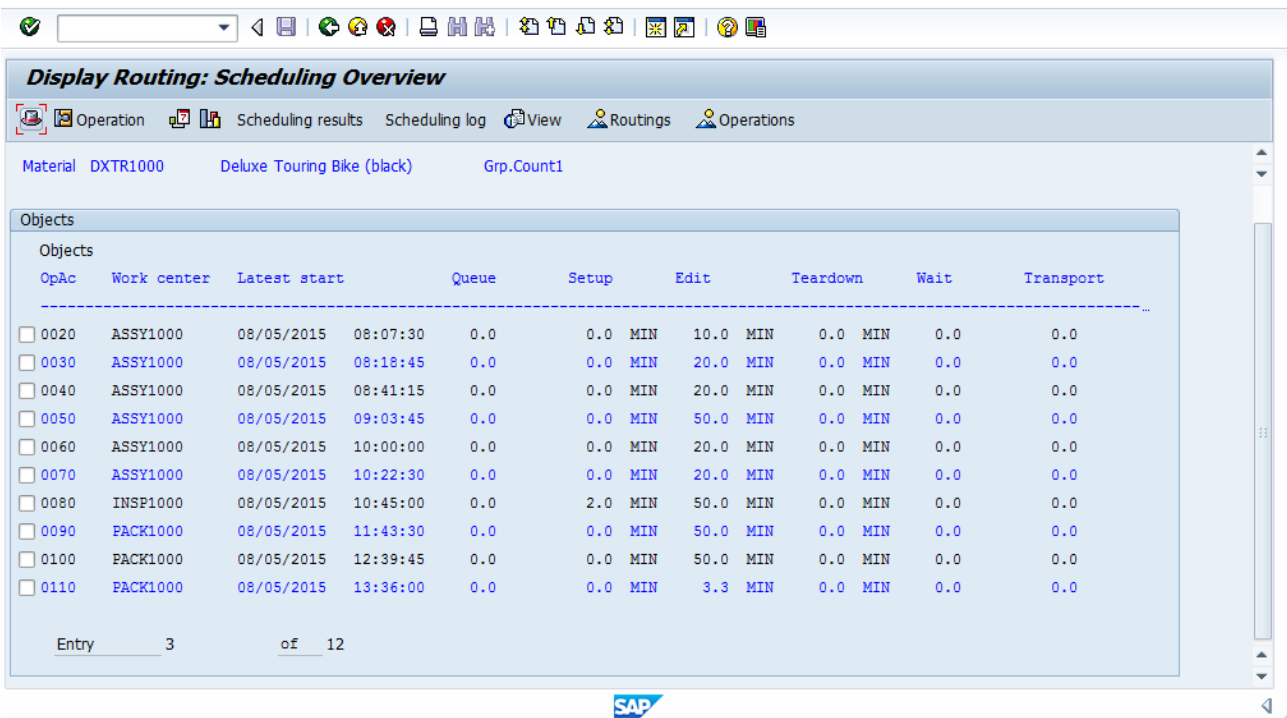 Display Routing: Scheduling Overview
Operation Scheduling results Scheduling log View Routings Operations
Material DXTR1000 Deluxe Touring Bike (black) Grp.Count1
Objects
Objects
OpAc Work center Latest start Queue Setup Edit Teardown Wait Transport
0020 ASSY1000 08/05/2015 08:07:30 0.0 0.0 MIN 10.0 MIN 0.0 MIN 0.0 0.0
0030 ASSY1000 08/05/2015 08:18:45 0.0 0.0 MIN 20.0 MIN 0.0 MIN 0.0 0.0
0040 ASSY1000 08/05/2015 08:41:15 0.0 0.0 MIN 20.0 MIN 0.0 MIN 0.0 0.0
0050 ASSY1000 08/05/2015 09:03:45 0.0 0.0 MIN 50.0 MIN 0.0 MIN 0.0 0.0
0060 ASSY1000 08/05/2015 10:00:00 0.0 0.0 MIN 20.0 MIN 0.0 MIN 0.0 0.0
0070 ASSY1000 08/05/2015 10:22:30 0.0 0.0 MIN 20.0 MIN 0.0 MIN 0.0 0.0
0080 INSP1000 08/05/2015 10:45:00 0.0 2.0 MIN 50.0 MIN 0.0 MIN 0.0 0.0
0090 PACK1000 08/05/2015 11:43:30 0.0 0.0 MIN 50.0 MIN 0.0 MIN 0.0 0.0
0100 PACK1000 08/05/2015 12:39:45 0.0 0.0 MIN 50.0 MIN 0.0 MIN 0.0 0.0
0110 PACK1000 08/05/2015 13:36:00 0.0 0.0 MIN 3.3 MIN 0.0 MIN 0.0 0.0
Entry 3 of 12
SAP